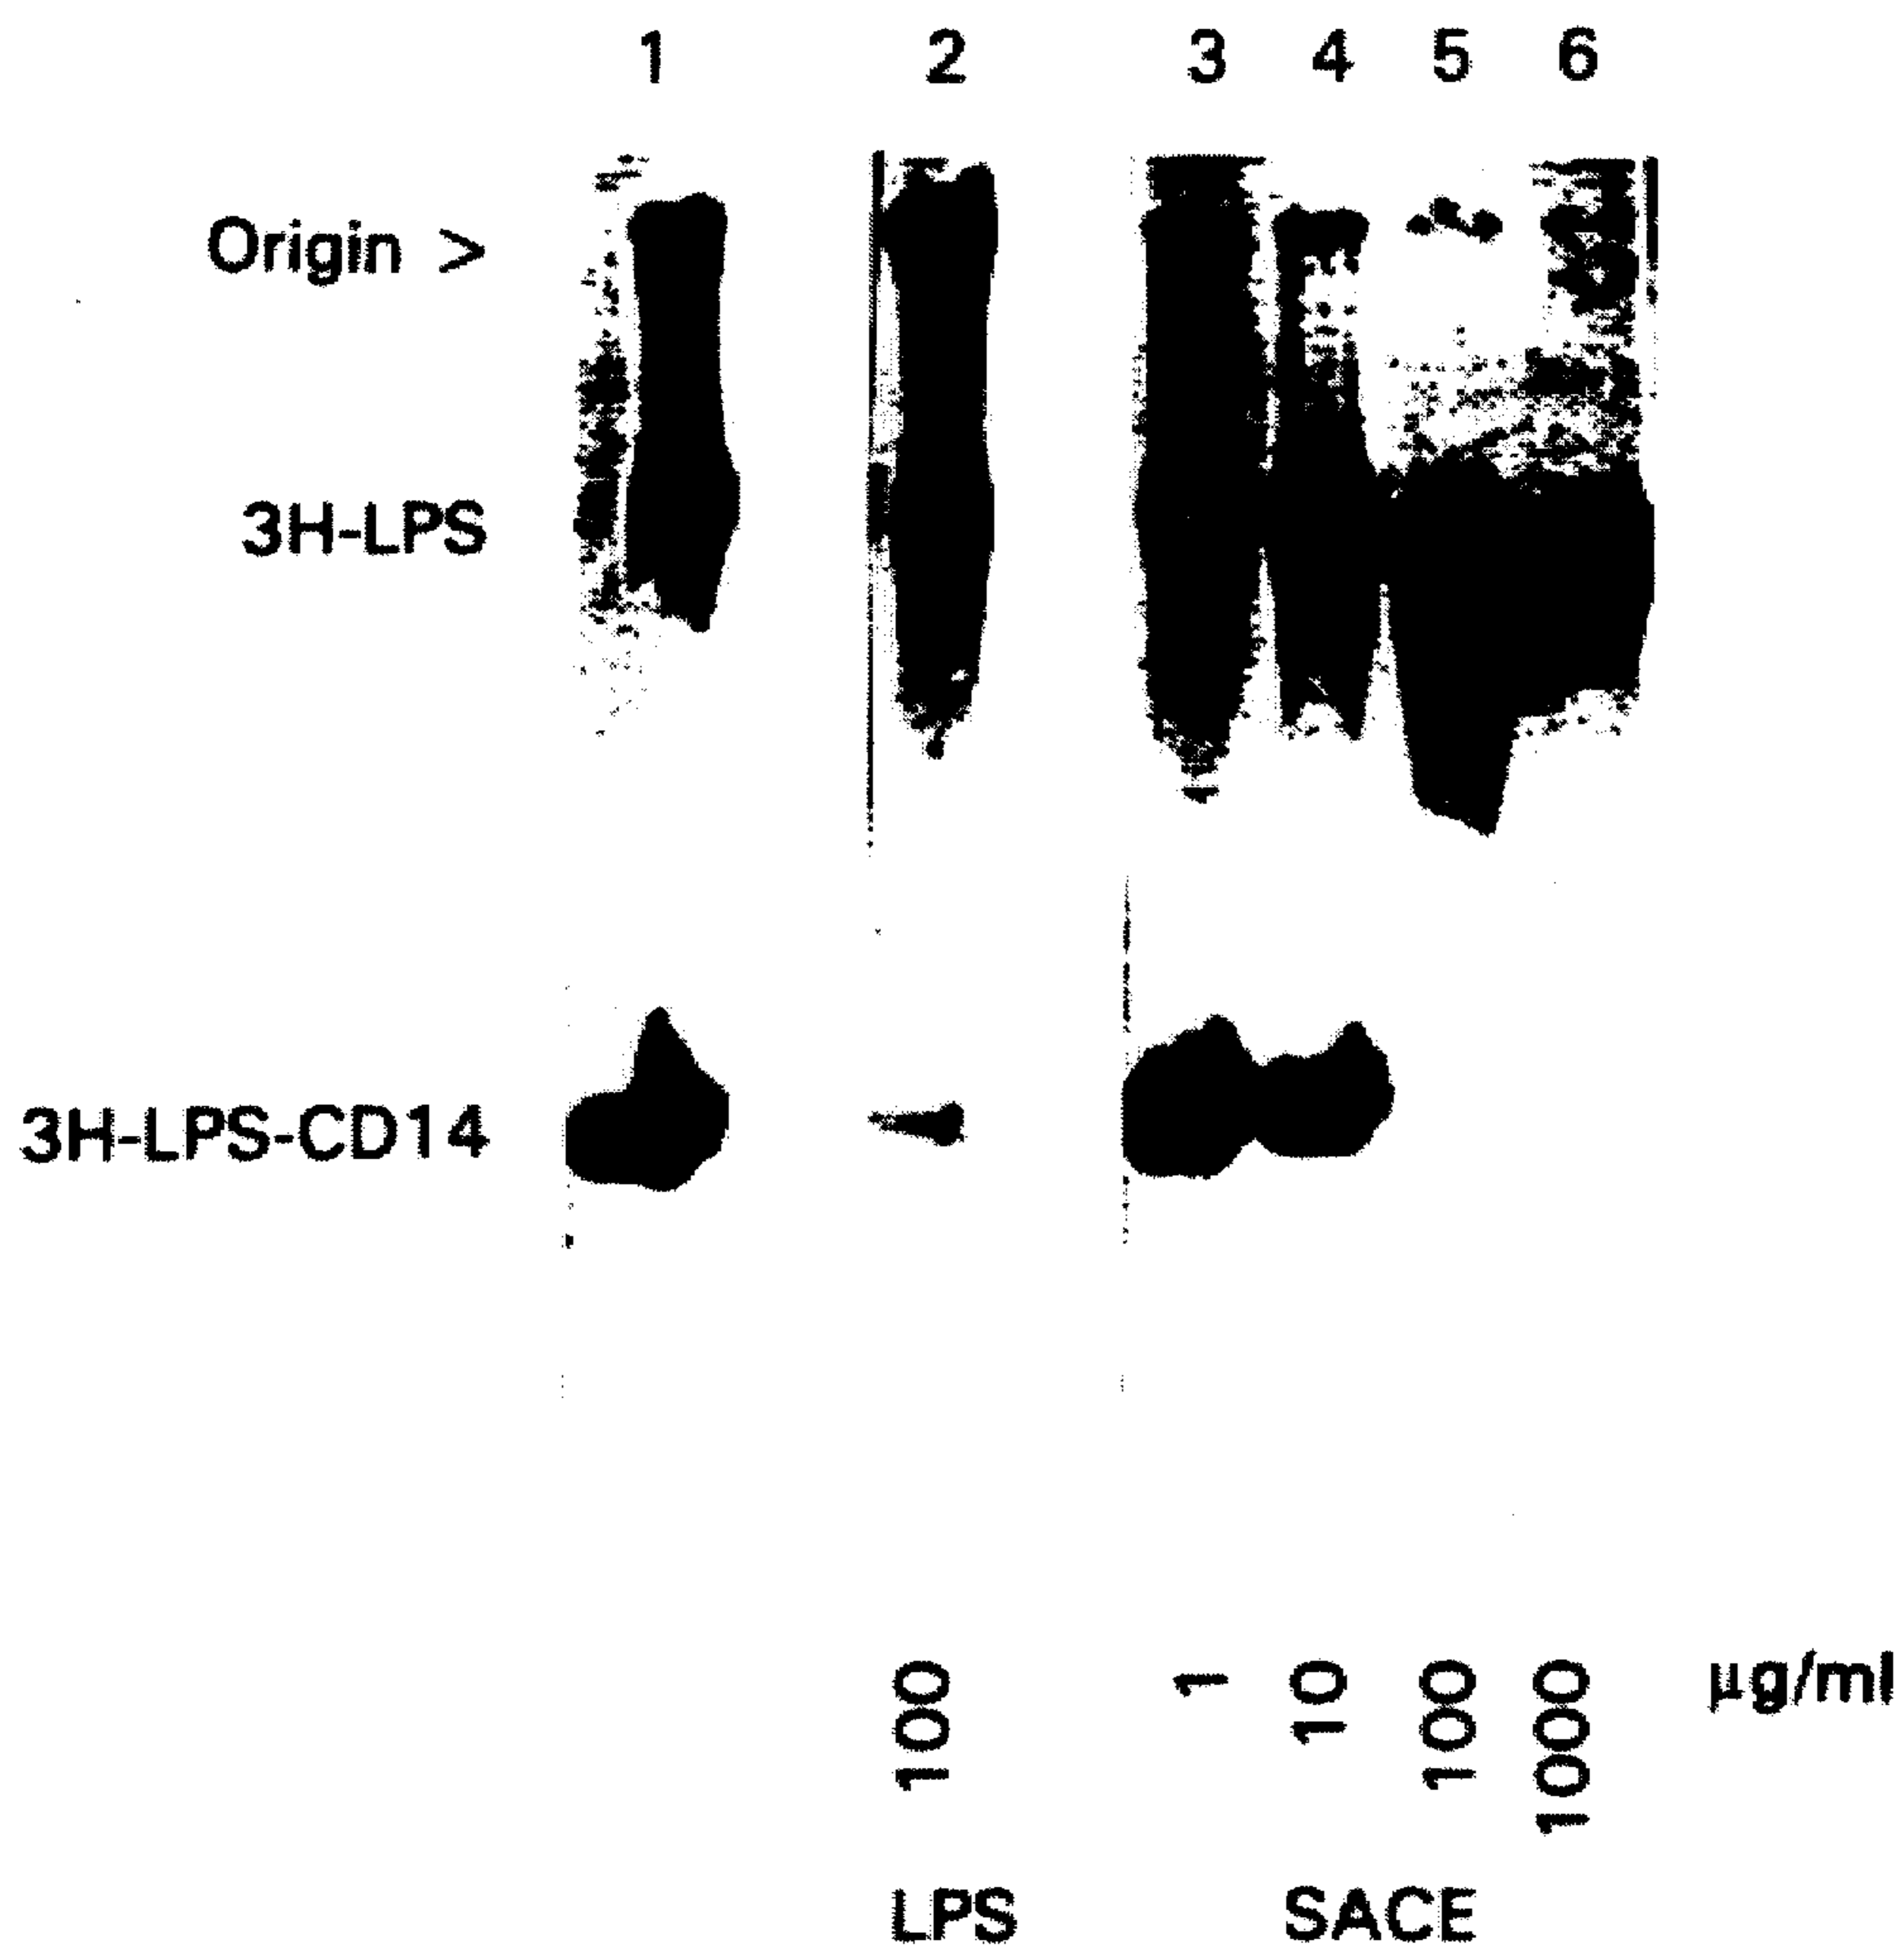 1 2 3 4 5 6
Origin >
3H-LPS
3H-LPS-CD14
100 1 10 100 1000 µg/ml
LPS SACE